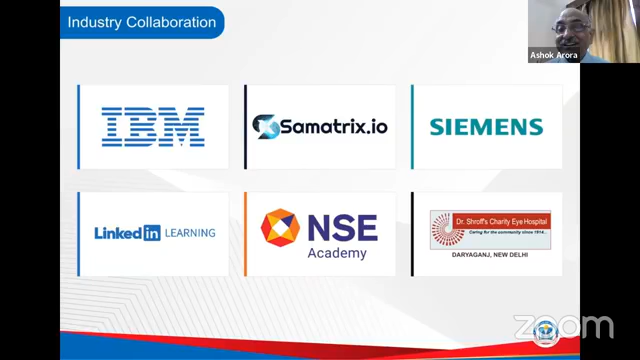 Industry Collaboration
Ashok Arora
IBM
Samatrix.io
SIEMENS
Linked in LEARNING
NSE
Academy
Dr. Shroff's Charity Eye Hospital
Caring for the community since 1914...
DARYAGANJ, NEW DELHI
zoom